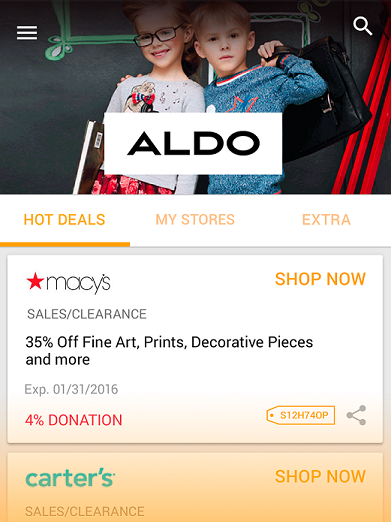 ALDO
HOT DEALS MY STORES EXTRA
macy's SHOP NOW
SALES/CLEARANCE
35% Off Fine Art, Prints, Decorative Pieces
and more
Exp. 01/31/2016
4% DONATION S12H74OP
carter's SHOP NOW
SALES/CLEARANCE